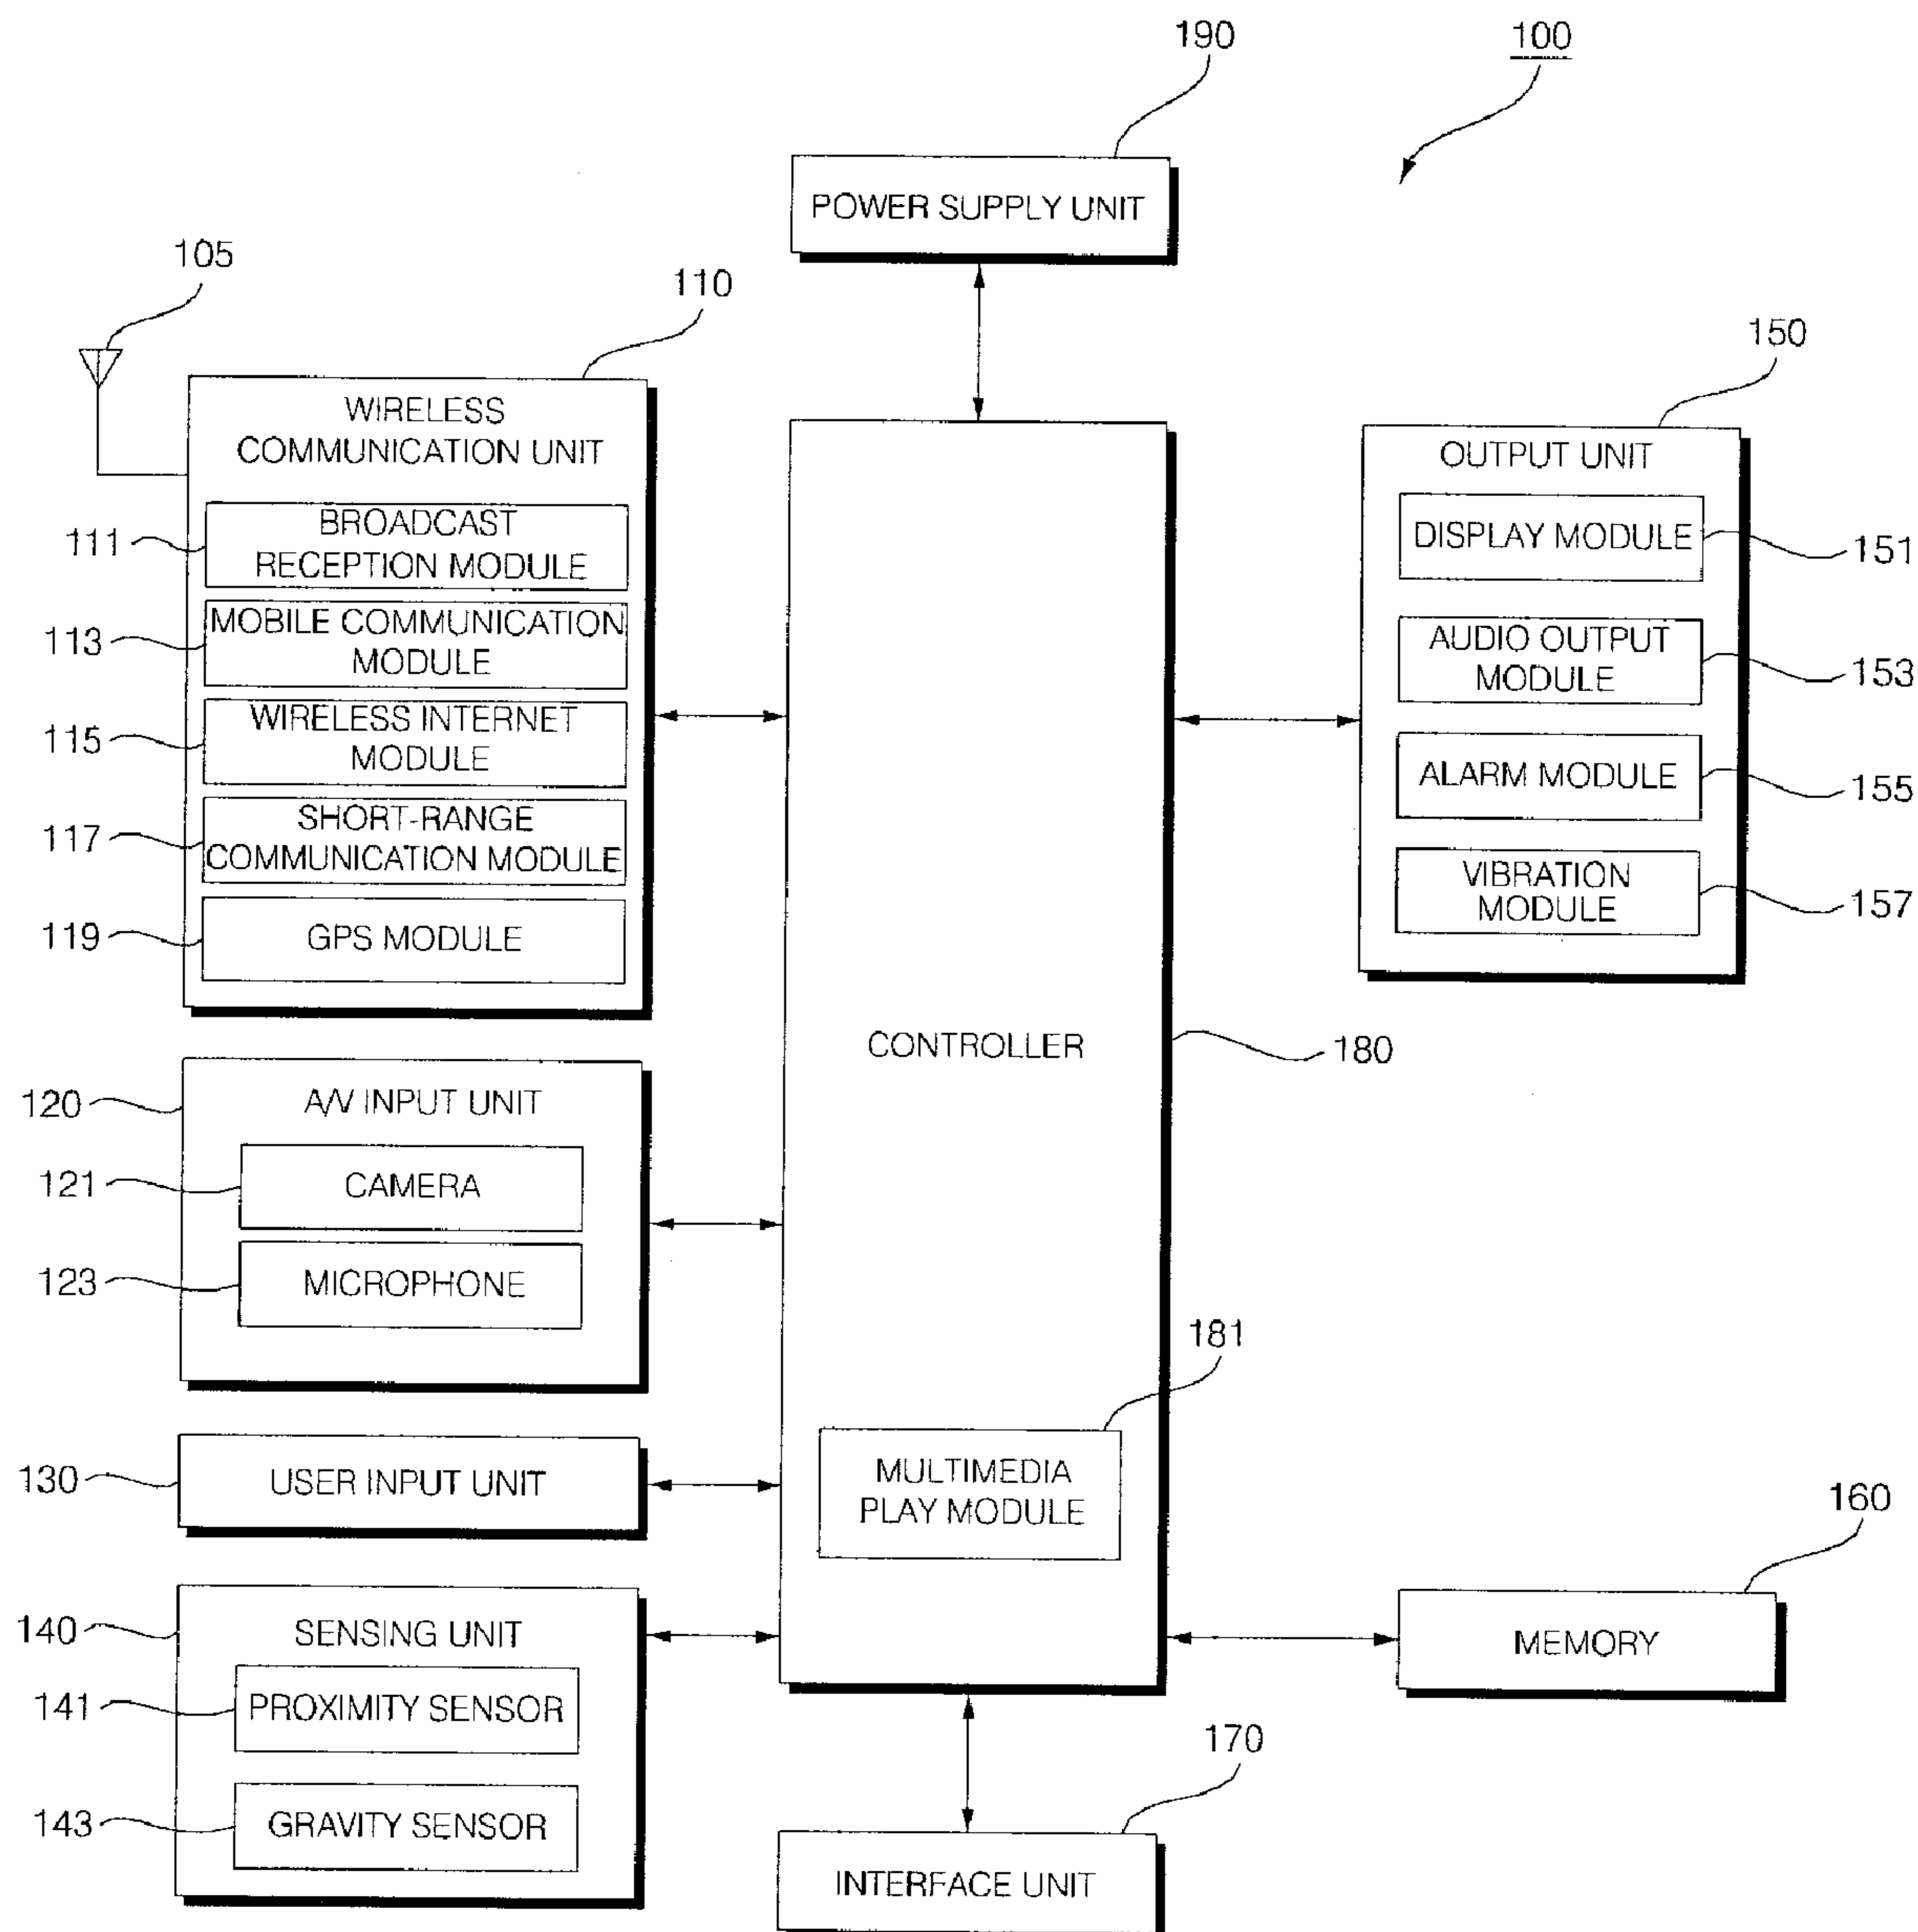 190
100
POWER SUPPLY UNIT
105
110
150
WIRELESS
COMMUNICATION UNIT
111
BROADCAST
RECEPTION MODULE
113
MOBILE COMMUNICATION
MODULE
115
WIRELESS INTERNET
MODULE
117
SHORT-RANGE
COMMUNICATION MODULE
119
GPS MODULE
OUTPUT UNIT
DISPLAY MODULE
151
AUDIO OUTPUT
MODULE
153
ALARM MODULE
155
VIBRATION
MODULE
157
CONTROLLER
180
120
A/V INPUT UNIT
121
CAMERA
123
MICROPHONE
181
MULTIMEDIA
PLAY MODULE
130
USER INPUT UNIT
160
MEMORY
140
SENSING UNIT
141
PROXIMITY SENSOR
143
GRAVITY SENSOR
170
INTERFACE UNIT